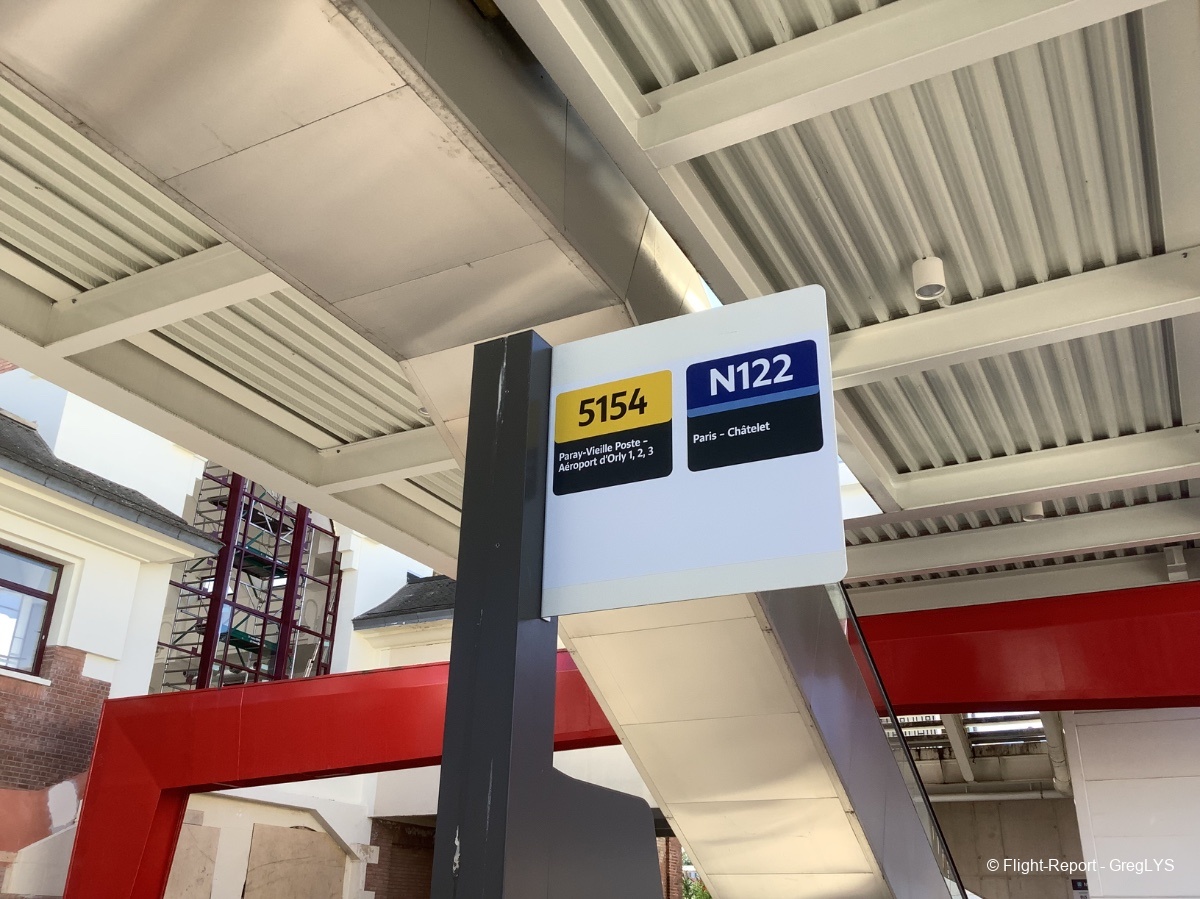 5154
Paray-Vieille Poste –
Aéroport d'Orly 1, 2, 3
N122
Paris – Châtelet
© Flight-Report - GregLYS